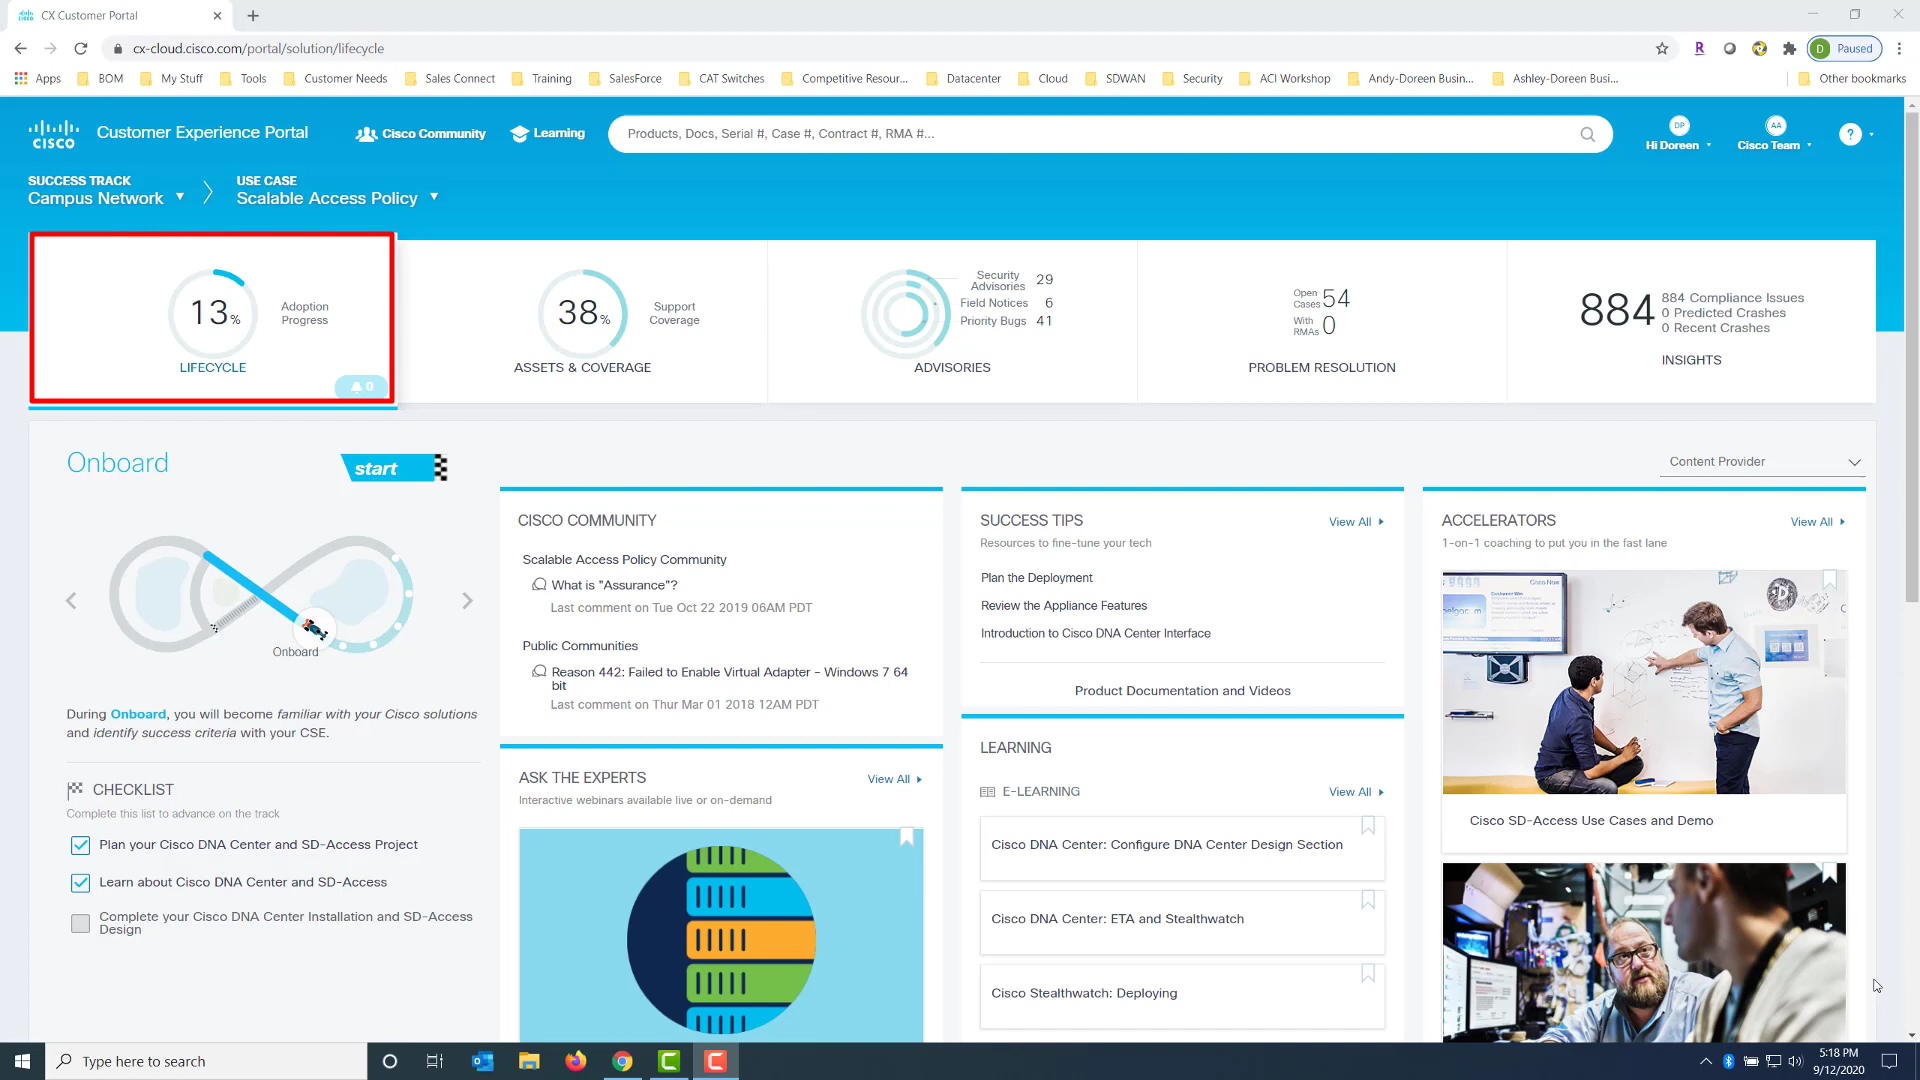 CX Customer Portal
cx-cloud.cisco.com/portal/solution/lifecycle
D Paused
Apps BOM My Stuff Tools Customer Needs Sales Connect Training SalesForce CAT Switches Competitive Resour... Datacenter Cloud SDWAN Security ACI Workshop Andy-Doreen Busin... Ashley-Doreen Busi... Other bookmarks
CISCO Customer Experience Portal Cisco Community Learning Products, Docs, Serial #, Case #, Contract #, RMA #...
DP Hi Doreen
AA Cisco Team
?
SUCCESS TRACK
Campus Network
USE CASE
Scalable Access Policy
13%
Adoption
Progress
LIFECYCLE
0
38%
Support
Coverage
ASSETS & COVERAGE
Security
Advisories 29
Field Notices 6
Priority Bugs 41
ADVISORIES
Open
Cases 54
With
RMAs 0
PROBLEM RESOLUTION
884
884 Compliance Issues
0 Predicted Crashes
0 Recent Crashes
INSIGHTS
Onboard
start
Content Provider
Onboard
During Onboard, you will become familiar with your Cisco solutions
and identify success criteria with your CSE.
CHECKLIST
Complete this list to advance on the track
Plan your Cisco DNA Center and SD-Access Project
Learn about Cisco DNA Center and SD-Access
Complete your Cisco DNA Center Installation and SD-Access
Design
CISCO COMMUNITY
Scalable Access Policy Community
What is "Assurance"?
Last comment on Tue Oct 22 2019 06AM PDT
Public Communities
Reason 442: Failed to Enable Virtual Adapter - Windows 7 64
bit
Last comment on Thur Mar 01 2018 12AM PDT
ASK THE EXPERTS
View All
Interactive webinars available live or on-demand
SUCCESS TIPS
View All
Resources to fine-tune your tech
Plan the Deployment
Review the Appliance Features
Introduction to Cisco DNA Center Interface
Product Documentation and Videos
LEARNING
E-LEARNING
View All
Cisco DNA Center: Configure DNA Center Design Section
Cisco DNA Center: ETA and Stealthwatch
Cisco Stealthwatch: Deploying
ACCELERATORS
View All
1-on-1 coaching to put you in the fast lane
Cisco SD-Access Use Cases and Demo
Type here to search
5:18 PM
9/12/2020